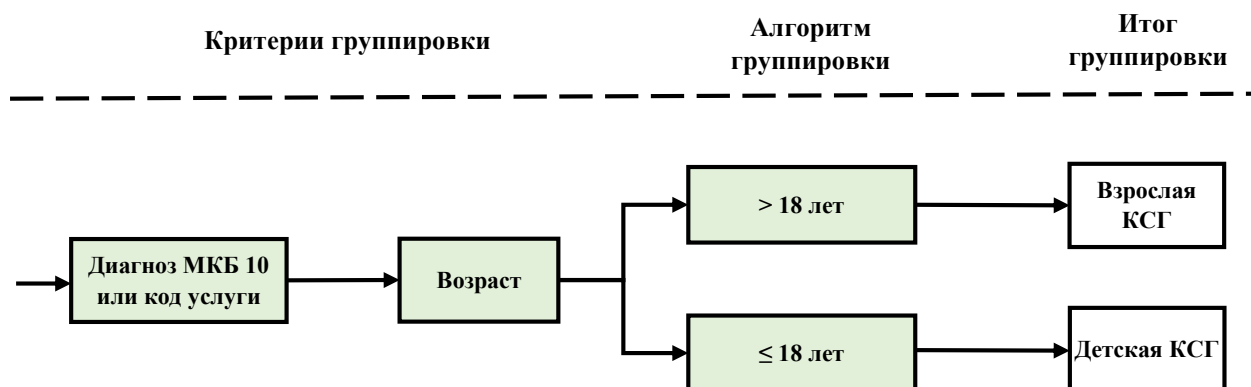 Критерии группировки
Алгоритм
группировки
Итог
группировки
Диагноз МКБ 10
или код услуги
Возраст
> 18 лет
Взрослая
КСГ
≤ 18 лет
Детская КСГ